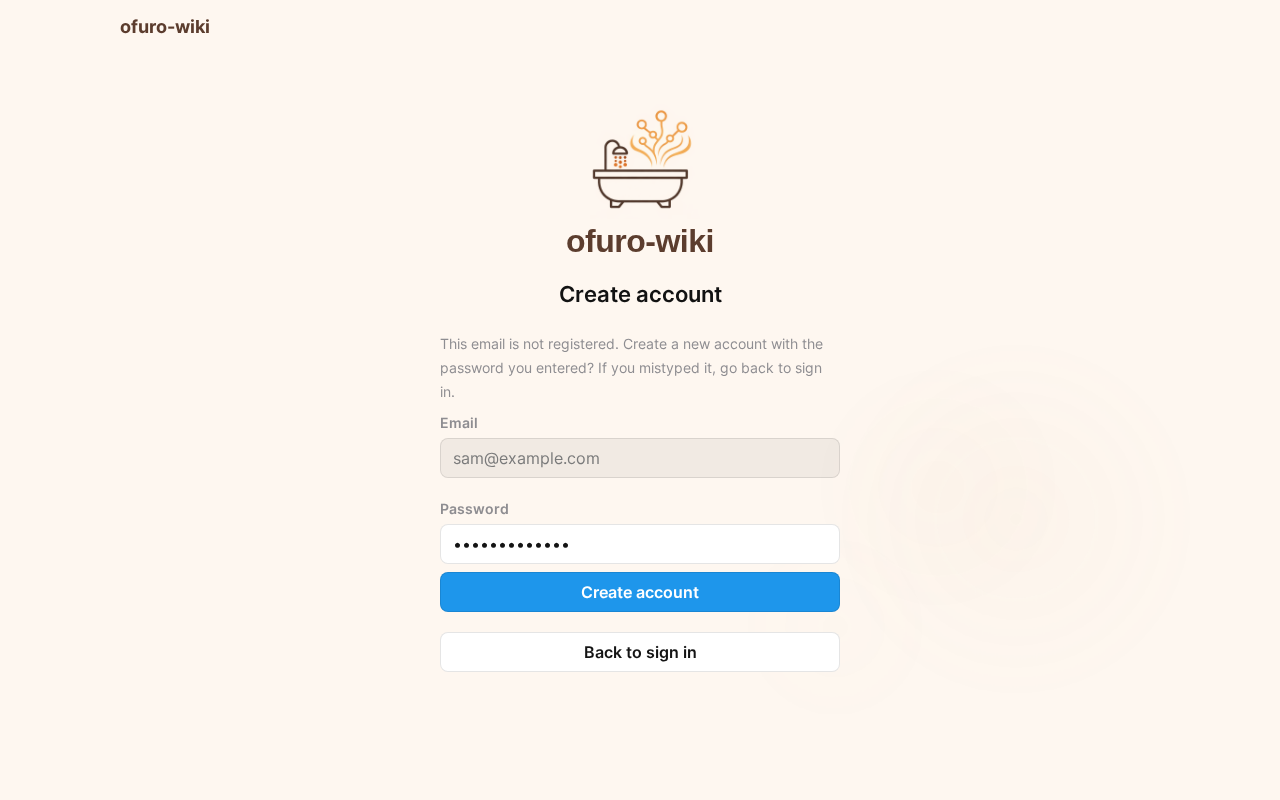 ofuro-wiki
ofuro-wiki
Create account
This email is not registered. Create a new account with the
password you entered? If you mistyped it, go back to sign
in.
Email
sam@example.com
Password
•••••••••••••
Create account
Back to sign in